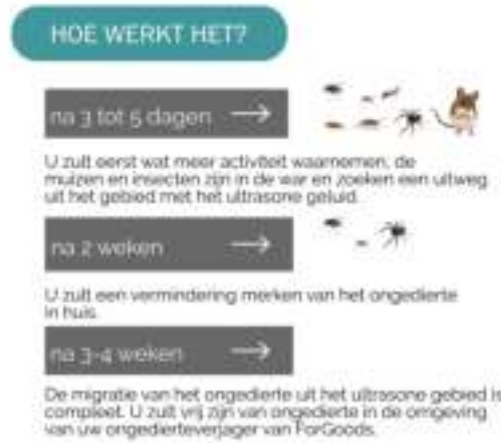 HOE WERKT HET?
na 3 tot 5 dagen
U zult eerst wat meer activiteit waarnemen, de
muizen en insecten zijn in de war en zoeken een uitweg
uit het gebied met het ultrasone geluid.
na 2 weken
U zult een vermindering merken van het ongedierte
in huis.
na 3-4 weken
De migratie van het ongedierte uit het ultrasone gebied is
compleet. U zult vrij zijn van ongedierte in de omgeving
van uw ongedierteverjager van ForGoods.